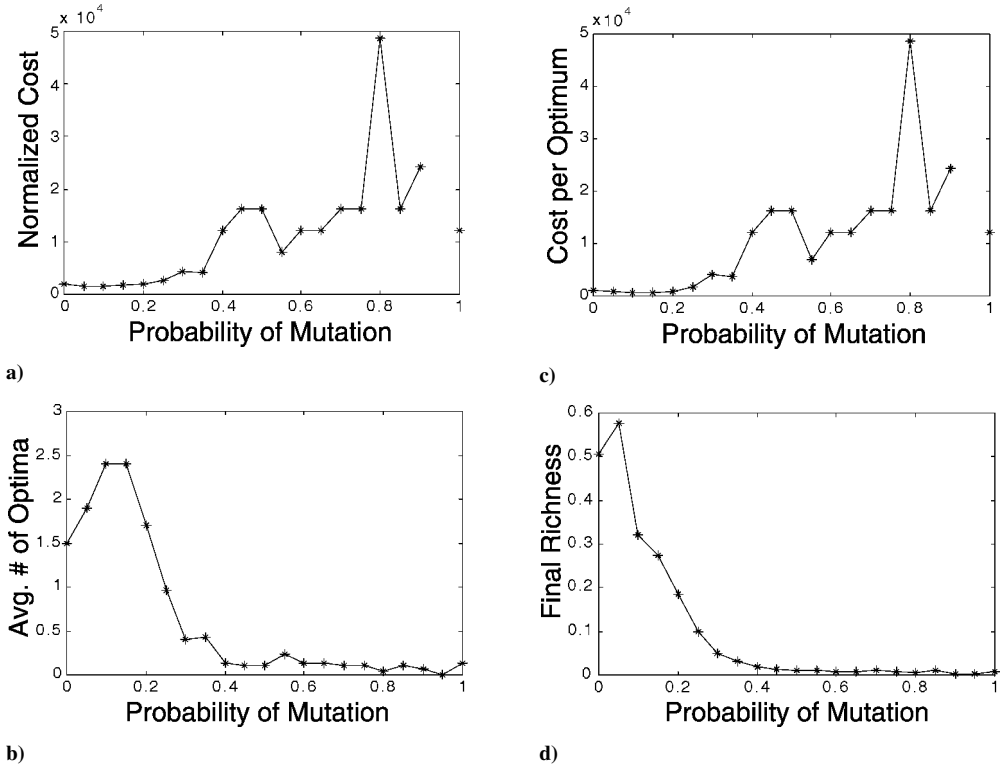 x 10^4
5
4
3
2
1
0
Normalized Cost
0 0.2 0.4 0.6 0.8 1
Probability of Mutation
a)
x10^4
5
4
3
2
1
0
Cost per Optimum
0 0.2 0.4 0.6 0.8 1
Probability of Mutation
c)
3
2.5
2
1.5
1
0.5
0
Avg. # of Optima
0 0.2 0.4 0.6 0.8 1
Probability of Mutation
b)
0.6
0.5
0.4
0.3
0.2
0.1
0
Final Richness
0 0.2 0.4 0.6 0.8 1
Probability of Mutation
d)